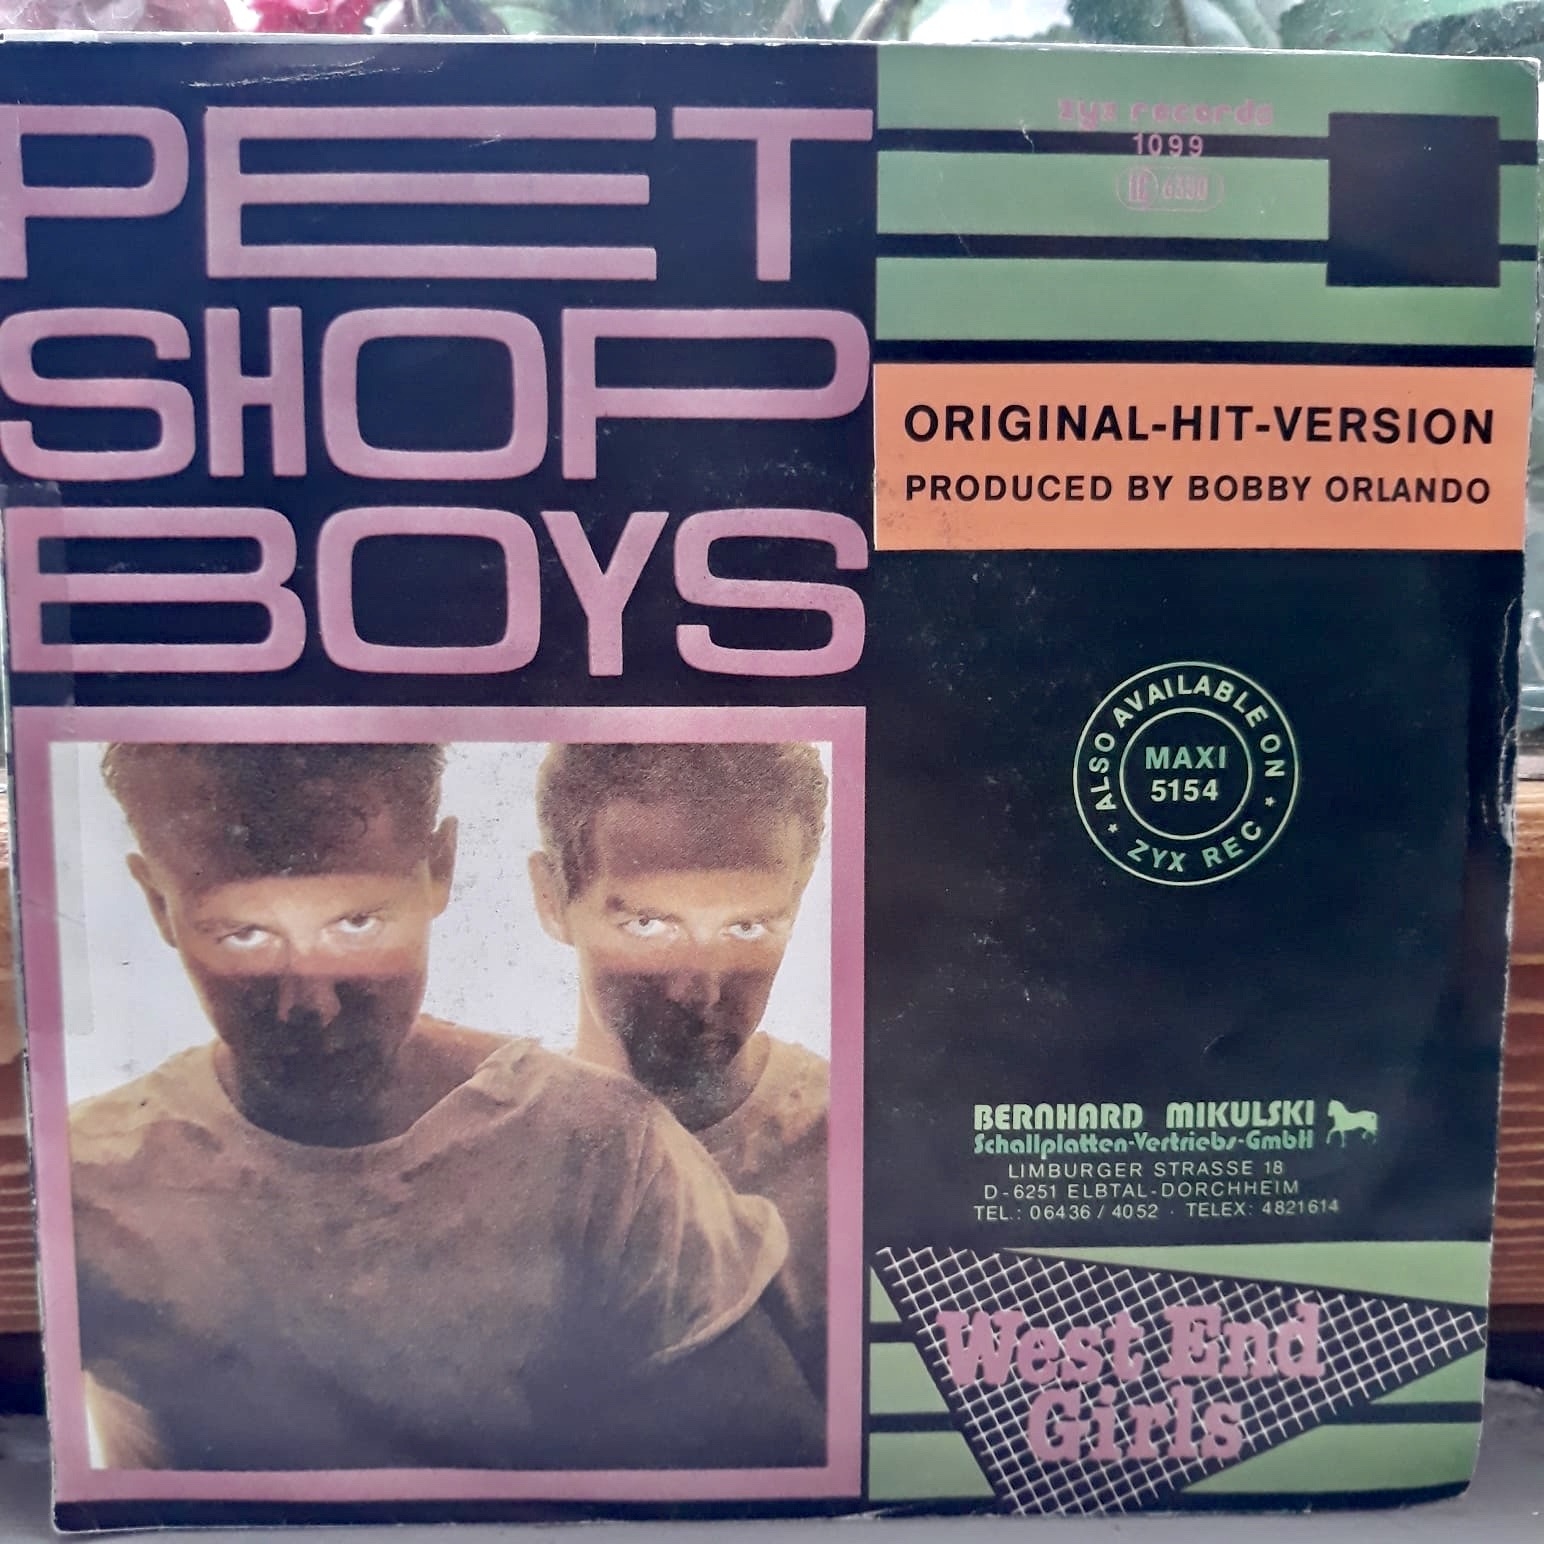 PET
SHOP
BOYS
zyx records
1099
LC 6390
ORIGINAL-HIT-VERSION
PRODUCED BY BOBBY ORLANDO
* ALSO AVAILABLE ON *
ZYX REC
MAXI
5154
BERNHARD MIKULSKI
Schallplatten-Vertriebs-GmbH
LIMBURGER STRASSE 18
D-6251 ELBTAL-DORCHHEIM
TEL.: 06436 / 4052 · TELEX: 4821614
West End
Girls